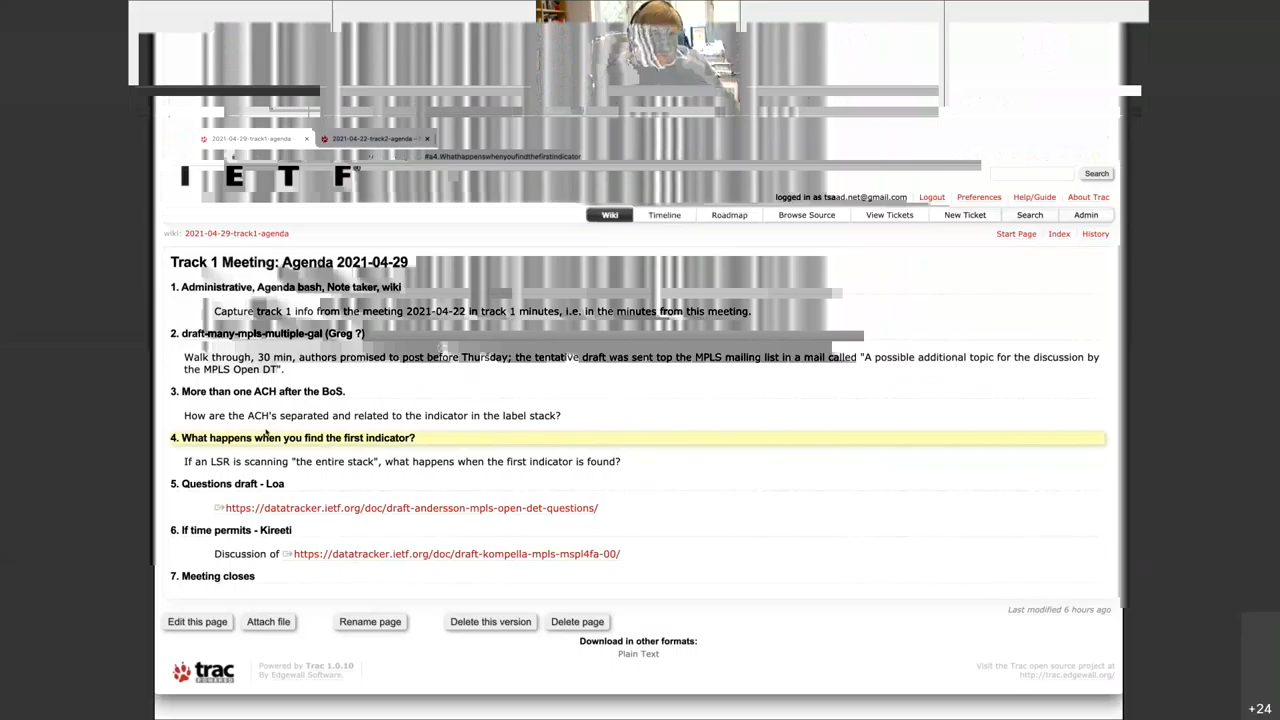 2021-04-29-track1-agenda
2021-04-22-track2-agenda
#a4.Whathappenswhenyoufindthefirstindicator
I E T F
Search
logged in as tsaad.net@gmail.com Logout Preferences Help/Guide About Trac
Wiki Timeline Roadmap Browse Source View Tickets New Ticket Search Admin
wiki: 2021-04-29-track1-agenda
Start Page Index History
Track 1 Meeting: Agenda 2021-04-29
1. Administrative, Agenda bash, Note taker, wiki
Capture track 1 info from the meeting 2021-04-22 in track 1 minutes, i.e. in the minutes from this meeting.
2. draft-many-mpls-multiple-gal (Greg ?)
Walk through, 30 min, authors promised to post before Thursday; the tentative draft was sent top the MPLS mailing list in a mail called "A possible additional topic for the discussion by
the MPLS Open DT".
3. More than one ACH after the BoS.
How are the ACH's separated and related to the indicator in the label stack?
4. What happens when you find the first indicator?
If an LSR is scanning "the entire stack", what happens when the first indicator is found?
5. Questions draft - Loa
https://datatracker.ietf.org/doc/draft-andersson-mpls-open-det-questions/
6. If time permits - Kireeti
Discussion of https://datatracker.ietf.org/doc/draft-kompella-mpls-mspl4fa-00/
7. Meeting closes
Last modified 6 hours ago
Edit this page Attach file Rename page Delete this version Delete page
Download in other formats:
Plain Text
trac
POWERED
Powered by Trac 1.0.10
By Edgewall Software.
Visit the Trac open source project at
http://trac.edgewall.org/
+24